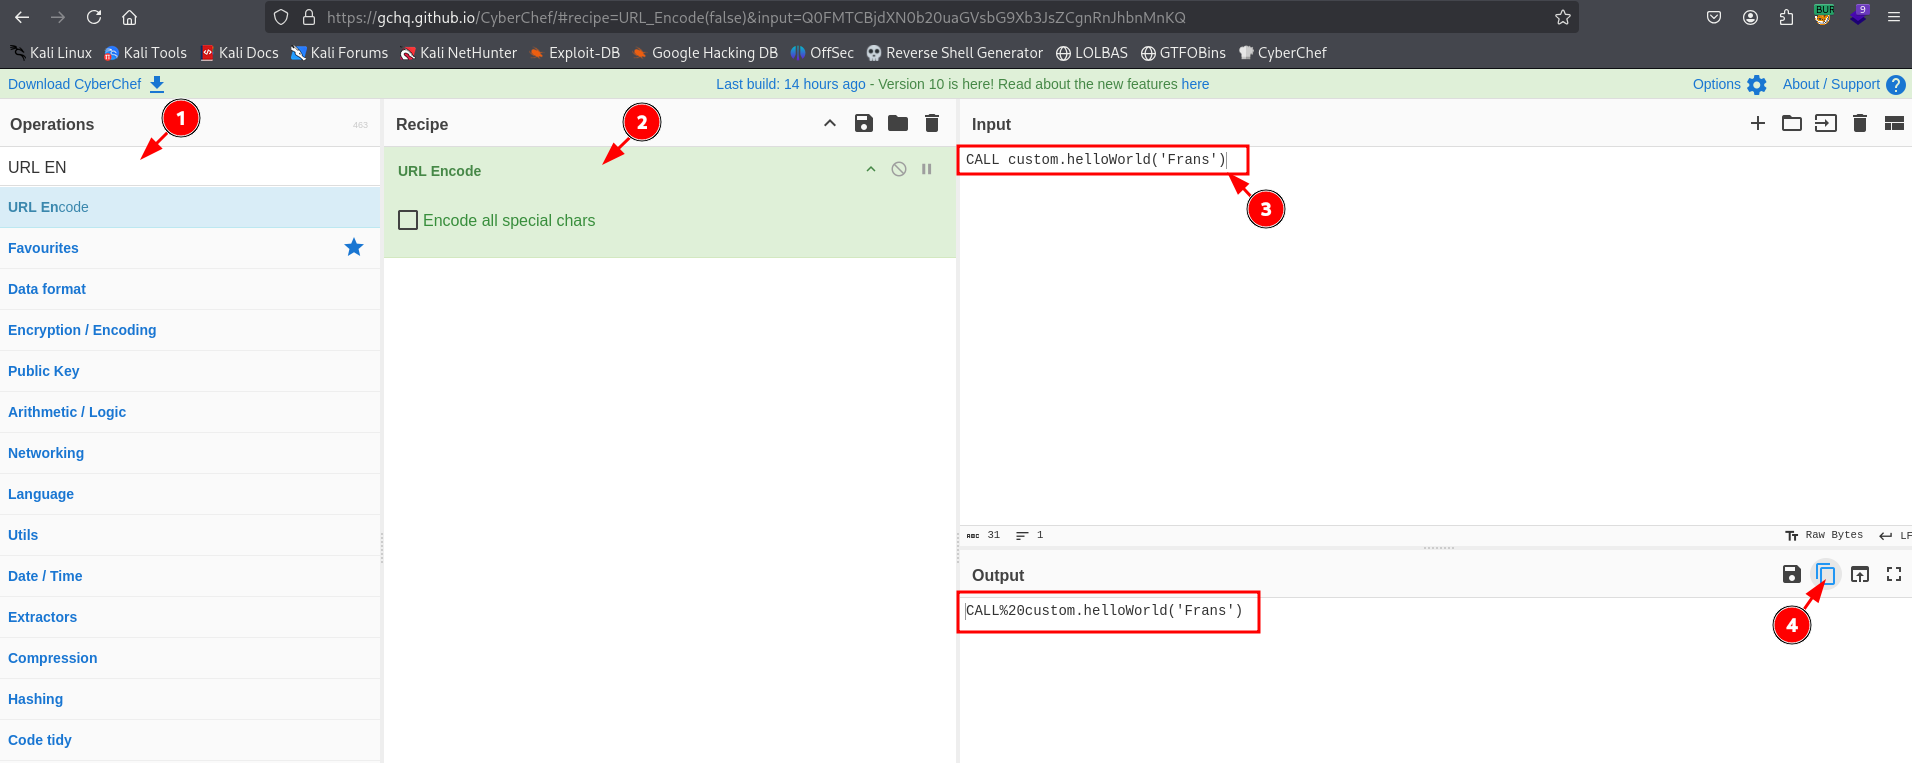 https://gchq.github.io/CyberChef/#recipe=URL_Encode(false)&input=Q0FMTCBjdXN0b20uaGVsbG9Xb3JsZCgnRnJhbnMnKQ
BUR
9
Kali Linux Kali Tools Kali Docs Kali Forums Kali NetHunter Exploit-DB Google Hacking DB OffSec Reverse Shell Generator LOLBAS GTFOBins CyberChef
Download CyberChef Last build: 14 hours ago - Version 10 is here! Read about the new features here Options About / Support
Operations 463
1
URL EN
URL Encode
Favourites
Data format
Encryption / Encoding
Public Key
Arithmetic / Logic
Networking
Language
Utils
Date / Time
Extractors
Compression
Hashing
Code tidy
Recipe
2
URL Encode
Encode all special chars
Input
CALL custom.helloWorld('Frans')
3
ABC 31 1 Raw Bytes LF
Output
CALL%20custom.helloWorld('Frans')
4